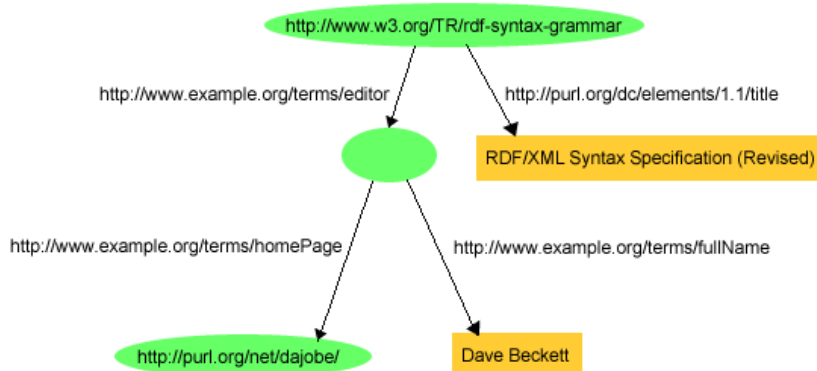 http://www.w3.org/TR/rdf-syntax-grammar
http://www.example.org/terms/editor
http://purl.org/dc/elements/1.1/title
RDF/XML Syntax Specification (Revised)
http://www.example.org/terms/homePage
http://www.example.org/terms/fullName
http://purl.org/net/dajobe/
Dave Beckett